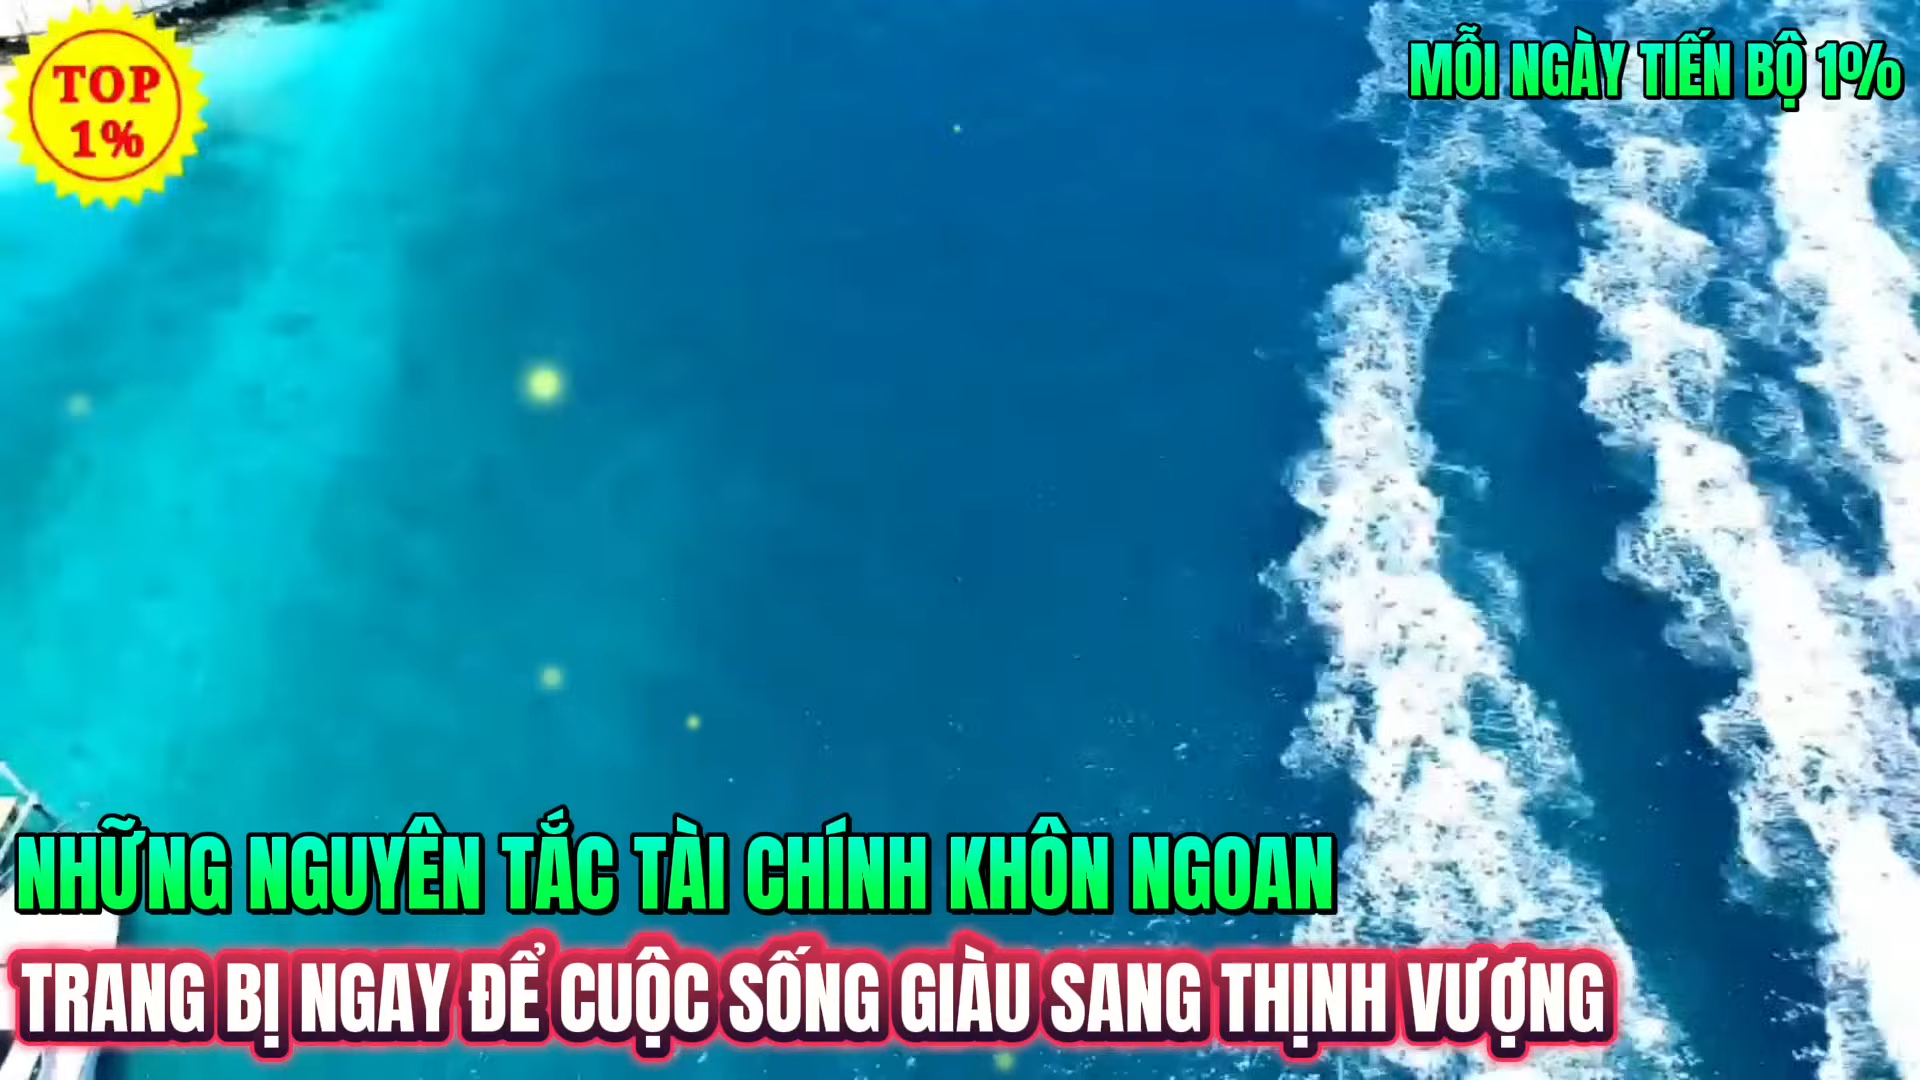 TOP
1%
MỖI NGÀY TIẾN BỘ 1%
NHỮNG NGUYÊN TẮC TÀI CHÍNH KHÔN NGOAN
TRANG BỊ NGAY ĐỂ CUỘC SỐNG GIÀU SANG THỊNH VƯỢNG